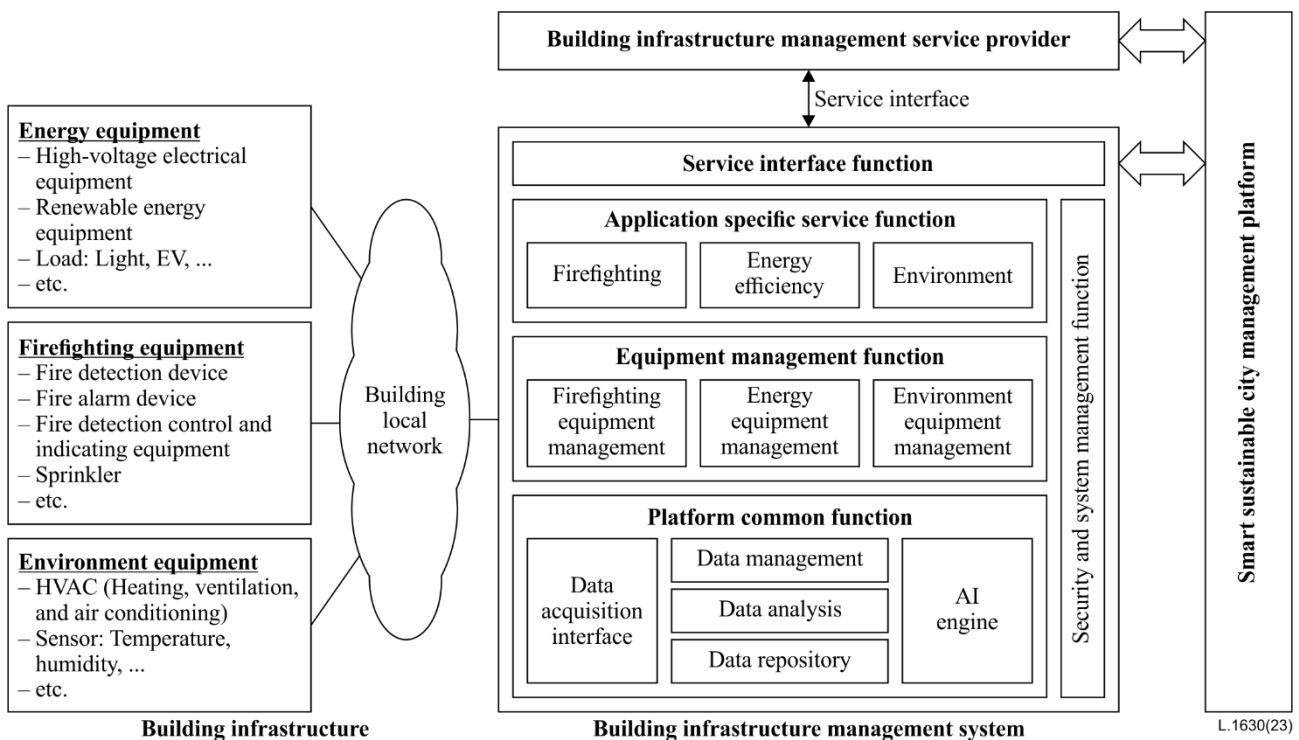 Building infrastructure management service provider
Service interface
Energy equipment
– High-voltage electrical
equipment
– Renewable energy
equipment
– Load: Light, EV, ...
– etc.
Firefighting equipment
– Fire detection device
– Fire alarm device
– Fire detection control and
indicating equipment
– Sprinkler
– etc.
Environment equipment
– HVAC (Heating, ventilation,
and air conditioning)
– Sensor: Temperature,
humidity, ...
– etc.
Building infrastructure
Building
local
network
Service interface function
Application specific service function
Firefighting
Energy
efficiency
Environment
Equipment management function
Firefighting
equipment
management
Energy
equipment
management
Environment
equipment
management
Platform common function
Data
acquisition
interface
Data management
Data analysis
Data repository
AI
engine
Security and system management function
Building infrastructure management system
Smart sustainable city management platform
L.1630(23)